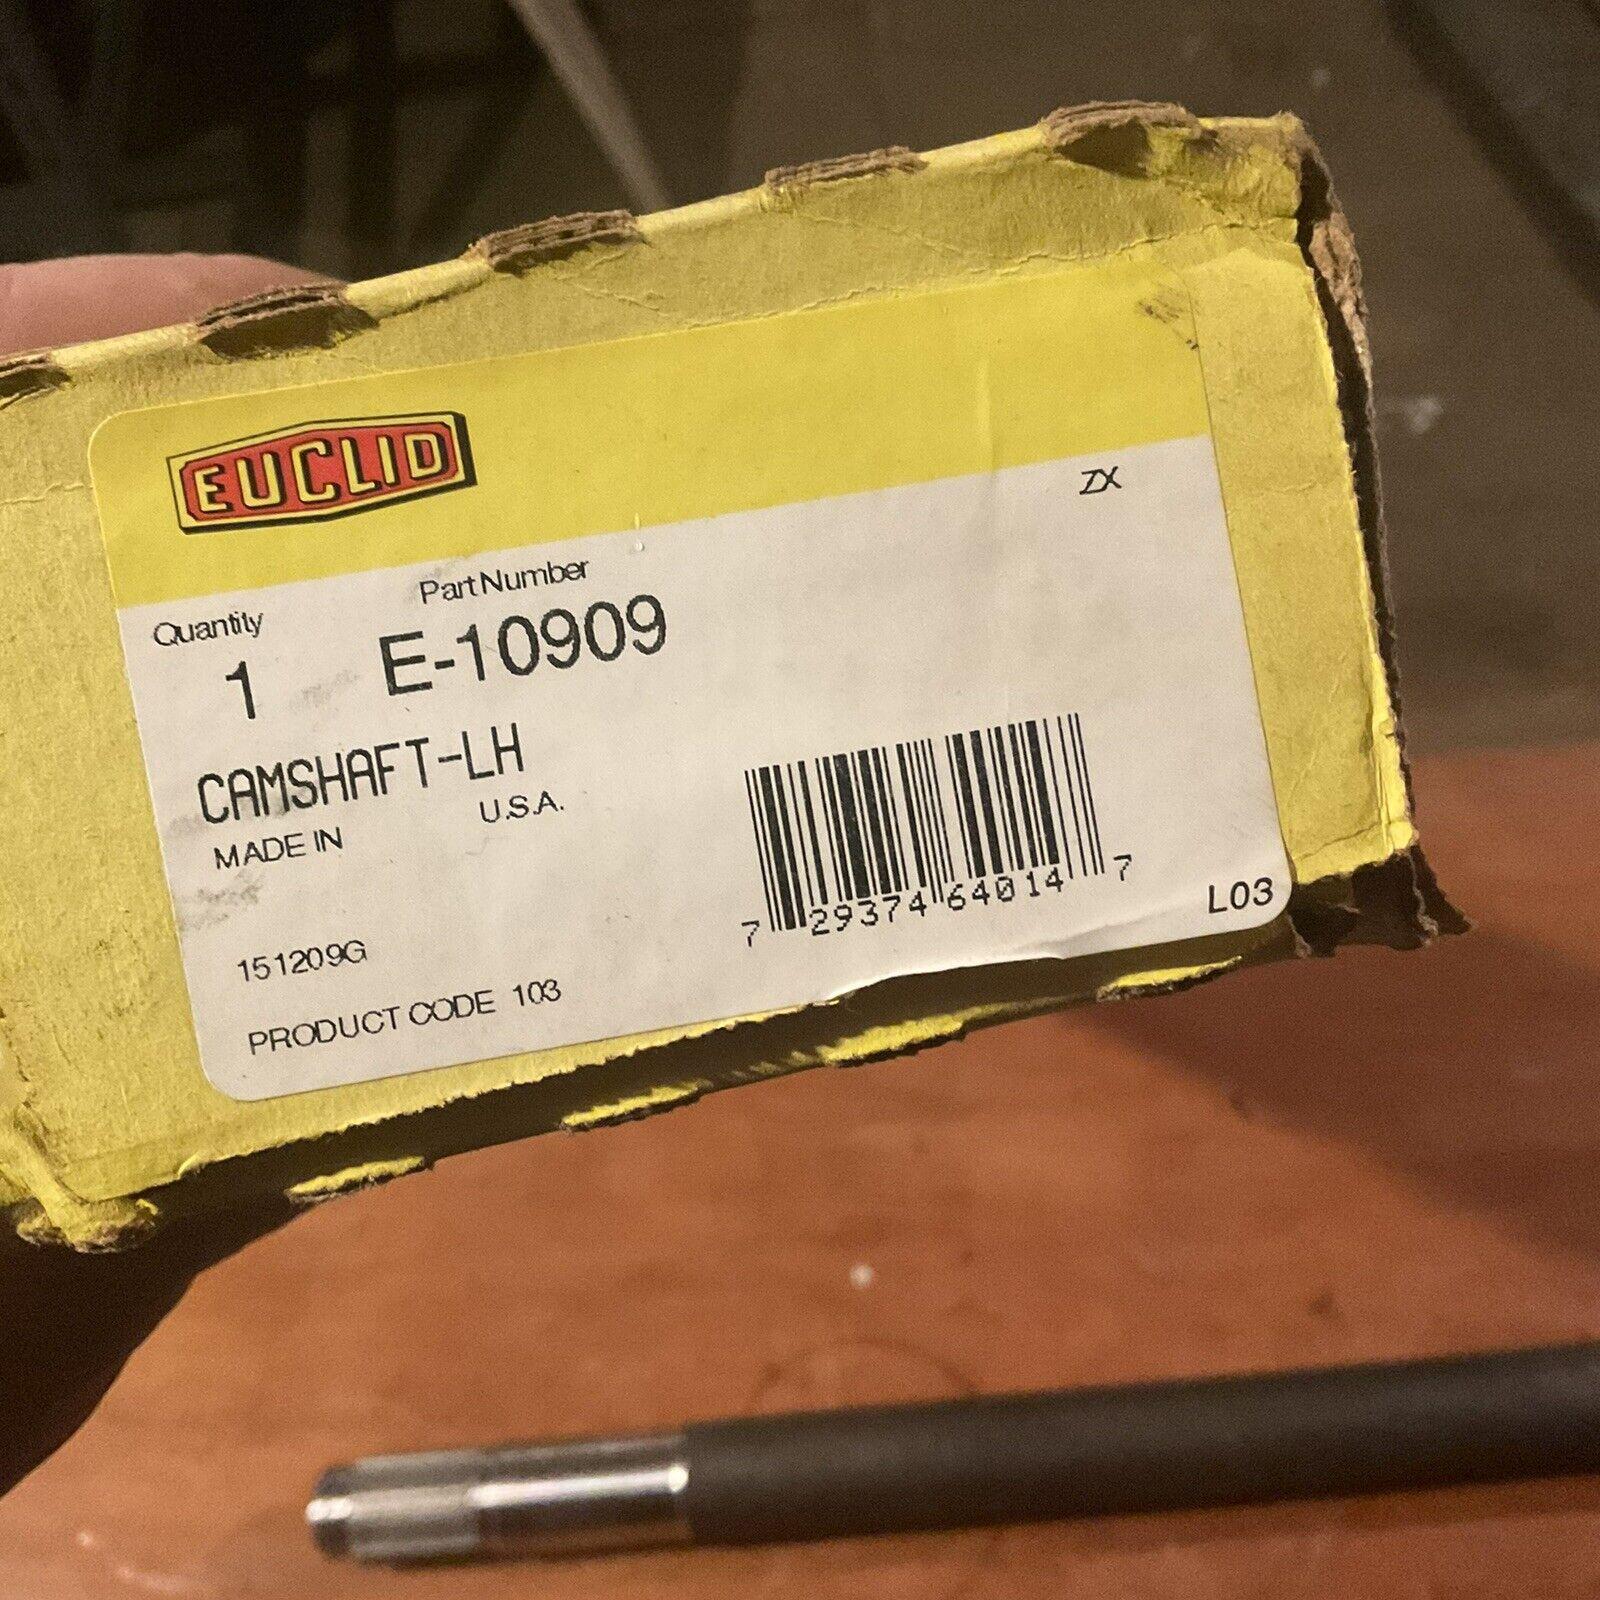 EUCLID
ZX
Quantity Part Number
1 E-10909
CAMSHAFT-LH
MADE IN U.S.A.
7 29374 64014 7
L03
151209G
PRODUCT CODE 103